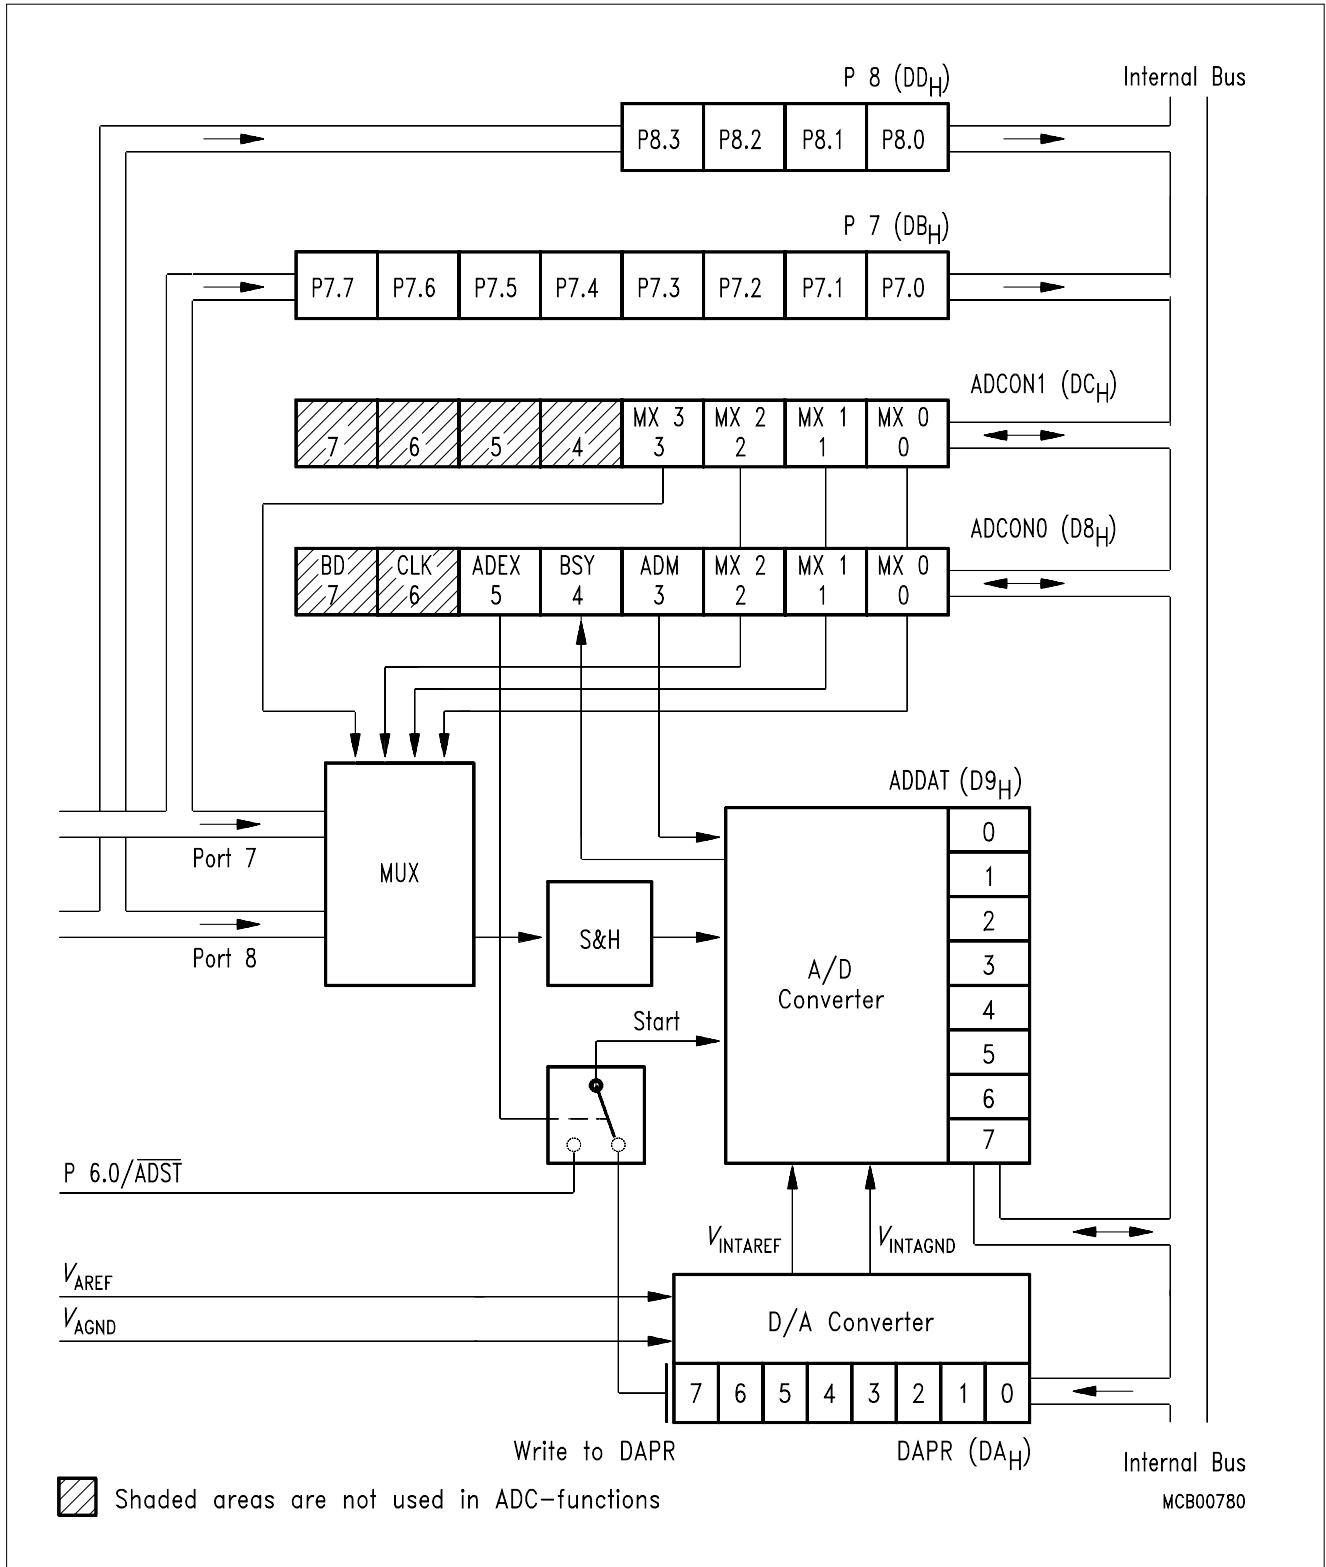 P 8 (DDH)
Internal Bus
P8.3 P8.2 P8.1 P8.0
P 7 (DBH)
P7.7 P7.6 P7.5 P7.4 P7.3 P7.2 P7.1 P7.0
ADCON1 (DCH)
MX 3 MX 2 MX 1 MX 0
7 6 5 4 3 2 1 0
ADCON0 (D8H)
BD CLK ADEX BSY ADM MX 2 MX 1 MX 0
7 6 5 4 3 2 1 0
ADDAT (D9H)
0
1
2
3
4
5
6
7
Port 7
MUX
Port 8
S&H
A/D
Converter
Start
P 6.0/ADST
VINTAREF
VINTAGND
VAREF
VAGND
D/A Converter
7 6 5 4 3 2 1 0
Write to DAPR
DAPR (DAH)
Internal Bus
Shaded areas are not used in ADC-functions
MCB00780